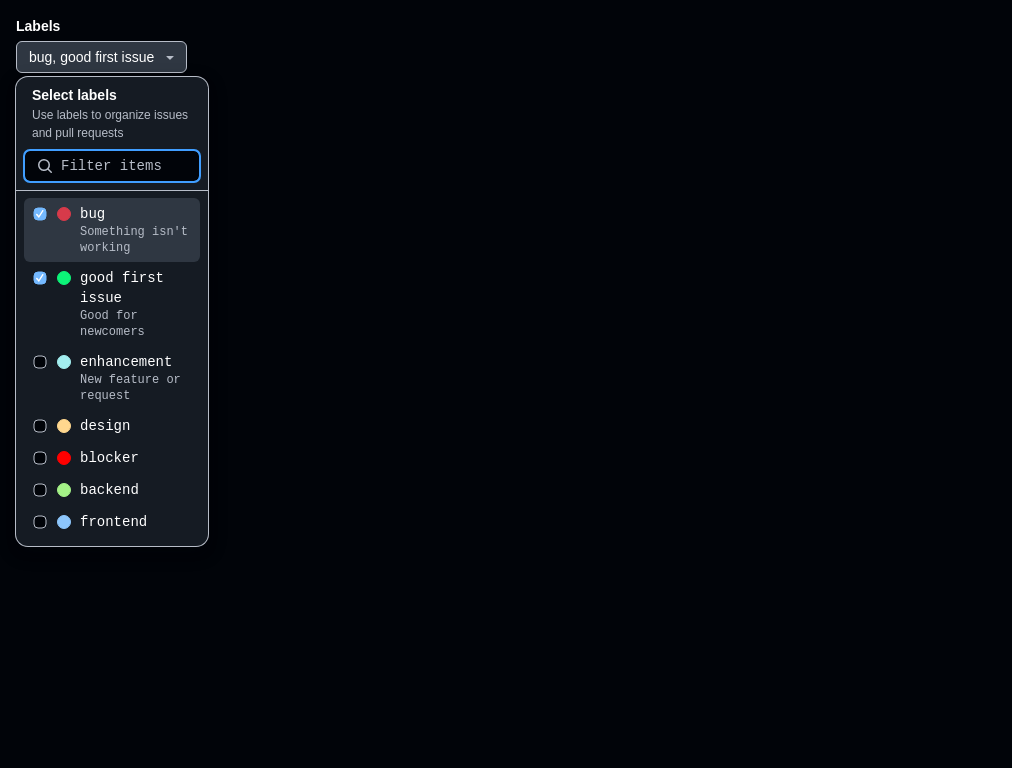 Labels
bug, good first issue
Select labels
Use labels to organize issues
and pull requests
Filter items
bug
Something isn't
working
good first
issue
Good for
newcomers
enhancement
New feature or
request
design
blocker
backend
frontend